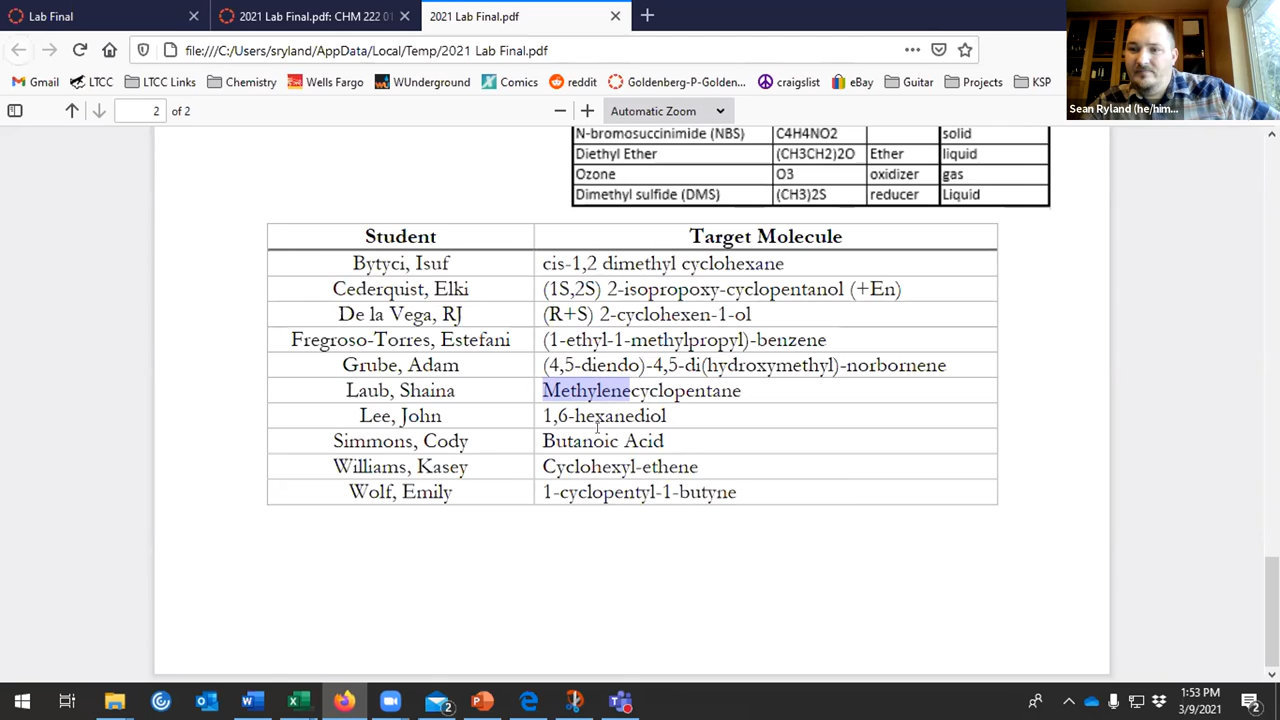 Lab Final
2021 Lab Final.pdf: CHM 222 01
2021 Lab Final.pdf
file:///C:/Users/sryland/AppData/Local/Temp/2021 Lab Final.pdf
Gmail LTCC LTCC Links Chemistry Wells Fargo WUnderground Comics reddit Goldenberg-P-Golden... craigslist eBay Guitar Projects KSP
Sean Ryland (he/him...
2 of 2 Automatic Zoom
N-bromosuccinimide (NBS) C4H4NO2 solid
Diethyl Ether (CH3CH2)2O Ether liquid
Ozone O3 oxidizer gas
Dimethyl sulfide (DMS) (CH3)2S reducer Liquid
Student Target Molecule
Bytyci, Isuf cis-1,2 dimethyl cyclohexane
Cederquist, Elki (1S,2S) 2-isopropoxy-cyclopentanol (+En)
De la Vega, RJ (R+S) 2-cyclohexen-1-ol
Fregroso-Torres, Estefani (1-ethyl-1-methylpropyl)-benzene
Grube, Adam (4,5-diendo)-4,5-di(hydroxymethyl)-norbornene
Laub, Shaina Methylenecyclopentane
Lee, John 1,6-hexanediol
Simmons, Cody Butanoic Acid
Williams, Kasey Cyclohexyl-ethene
Wolf, Emily 1-cyclopentyl-1-butyne
1:53 PM
3/9/2021
2
2